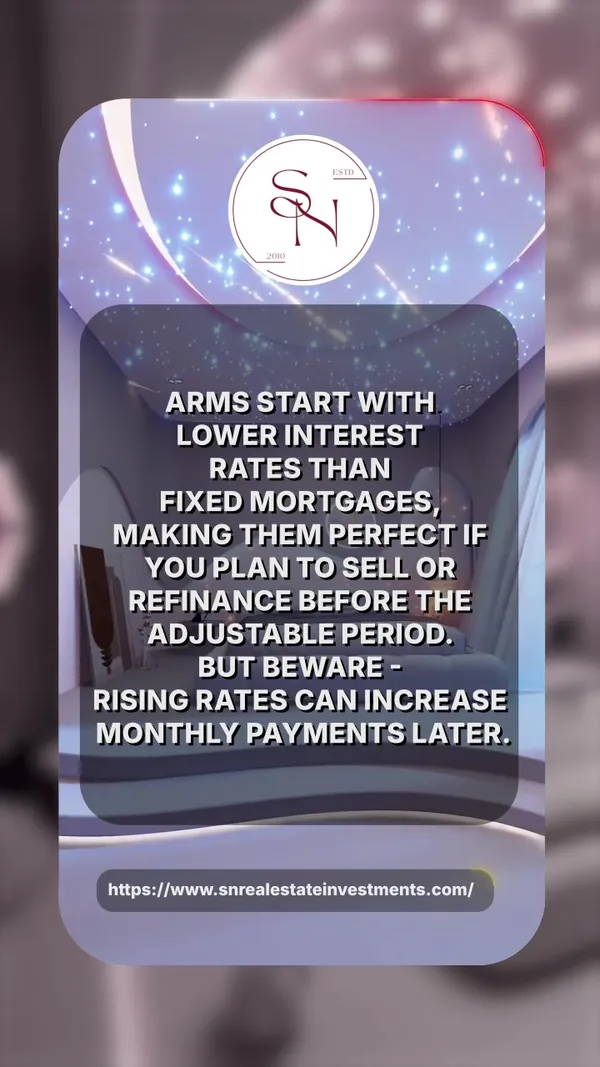 ESTD
SN
2010
ARMS START WITH
LOWER INTEREST
RATES THAN
FIXED MORTGAGES,
MAKING THEM PERFECT IF
YOU PLAN TO SELL OR
REFINANCE BEFORE THE
ADJUSTABLE PERIOD.
BUT BEWARE -
RISING RATES CAN INCREASE
MONTHLY PAYMENTS LATER.
https://www.snrealestateinvestments.com/